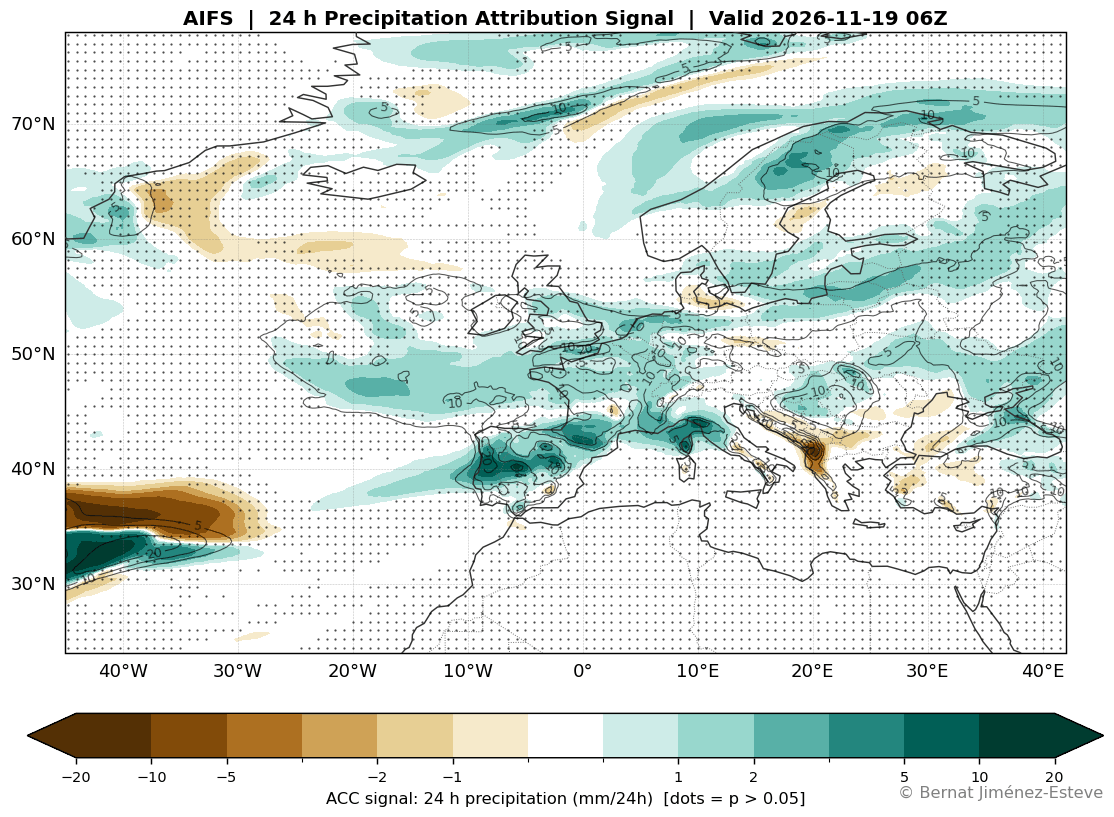 AIFS | 24 h Precipitation Attribution Signal | Valid 2026-11-19 06Z
70°N
60°N
50°N
40°N
30°N
40°W 30°W 20°W 10°W 0° 10°E 20°E 30°E 40°E
−20 −10 −5 −2 −1 1 2 5 10 20
ACC signal: 24 h precipitation (mm/24h) [dots = p > 0.05]
© Bernat Jiménez-Esteve